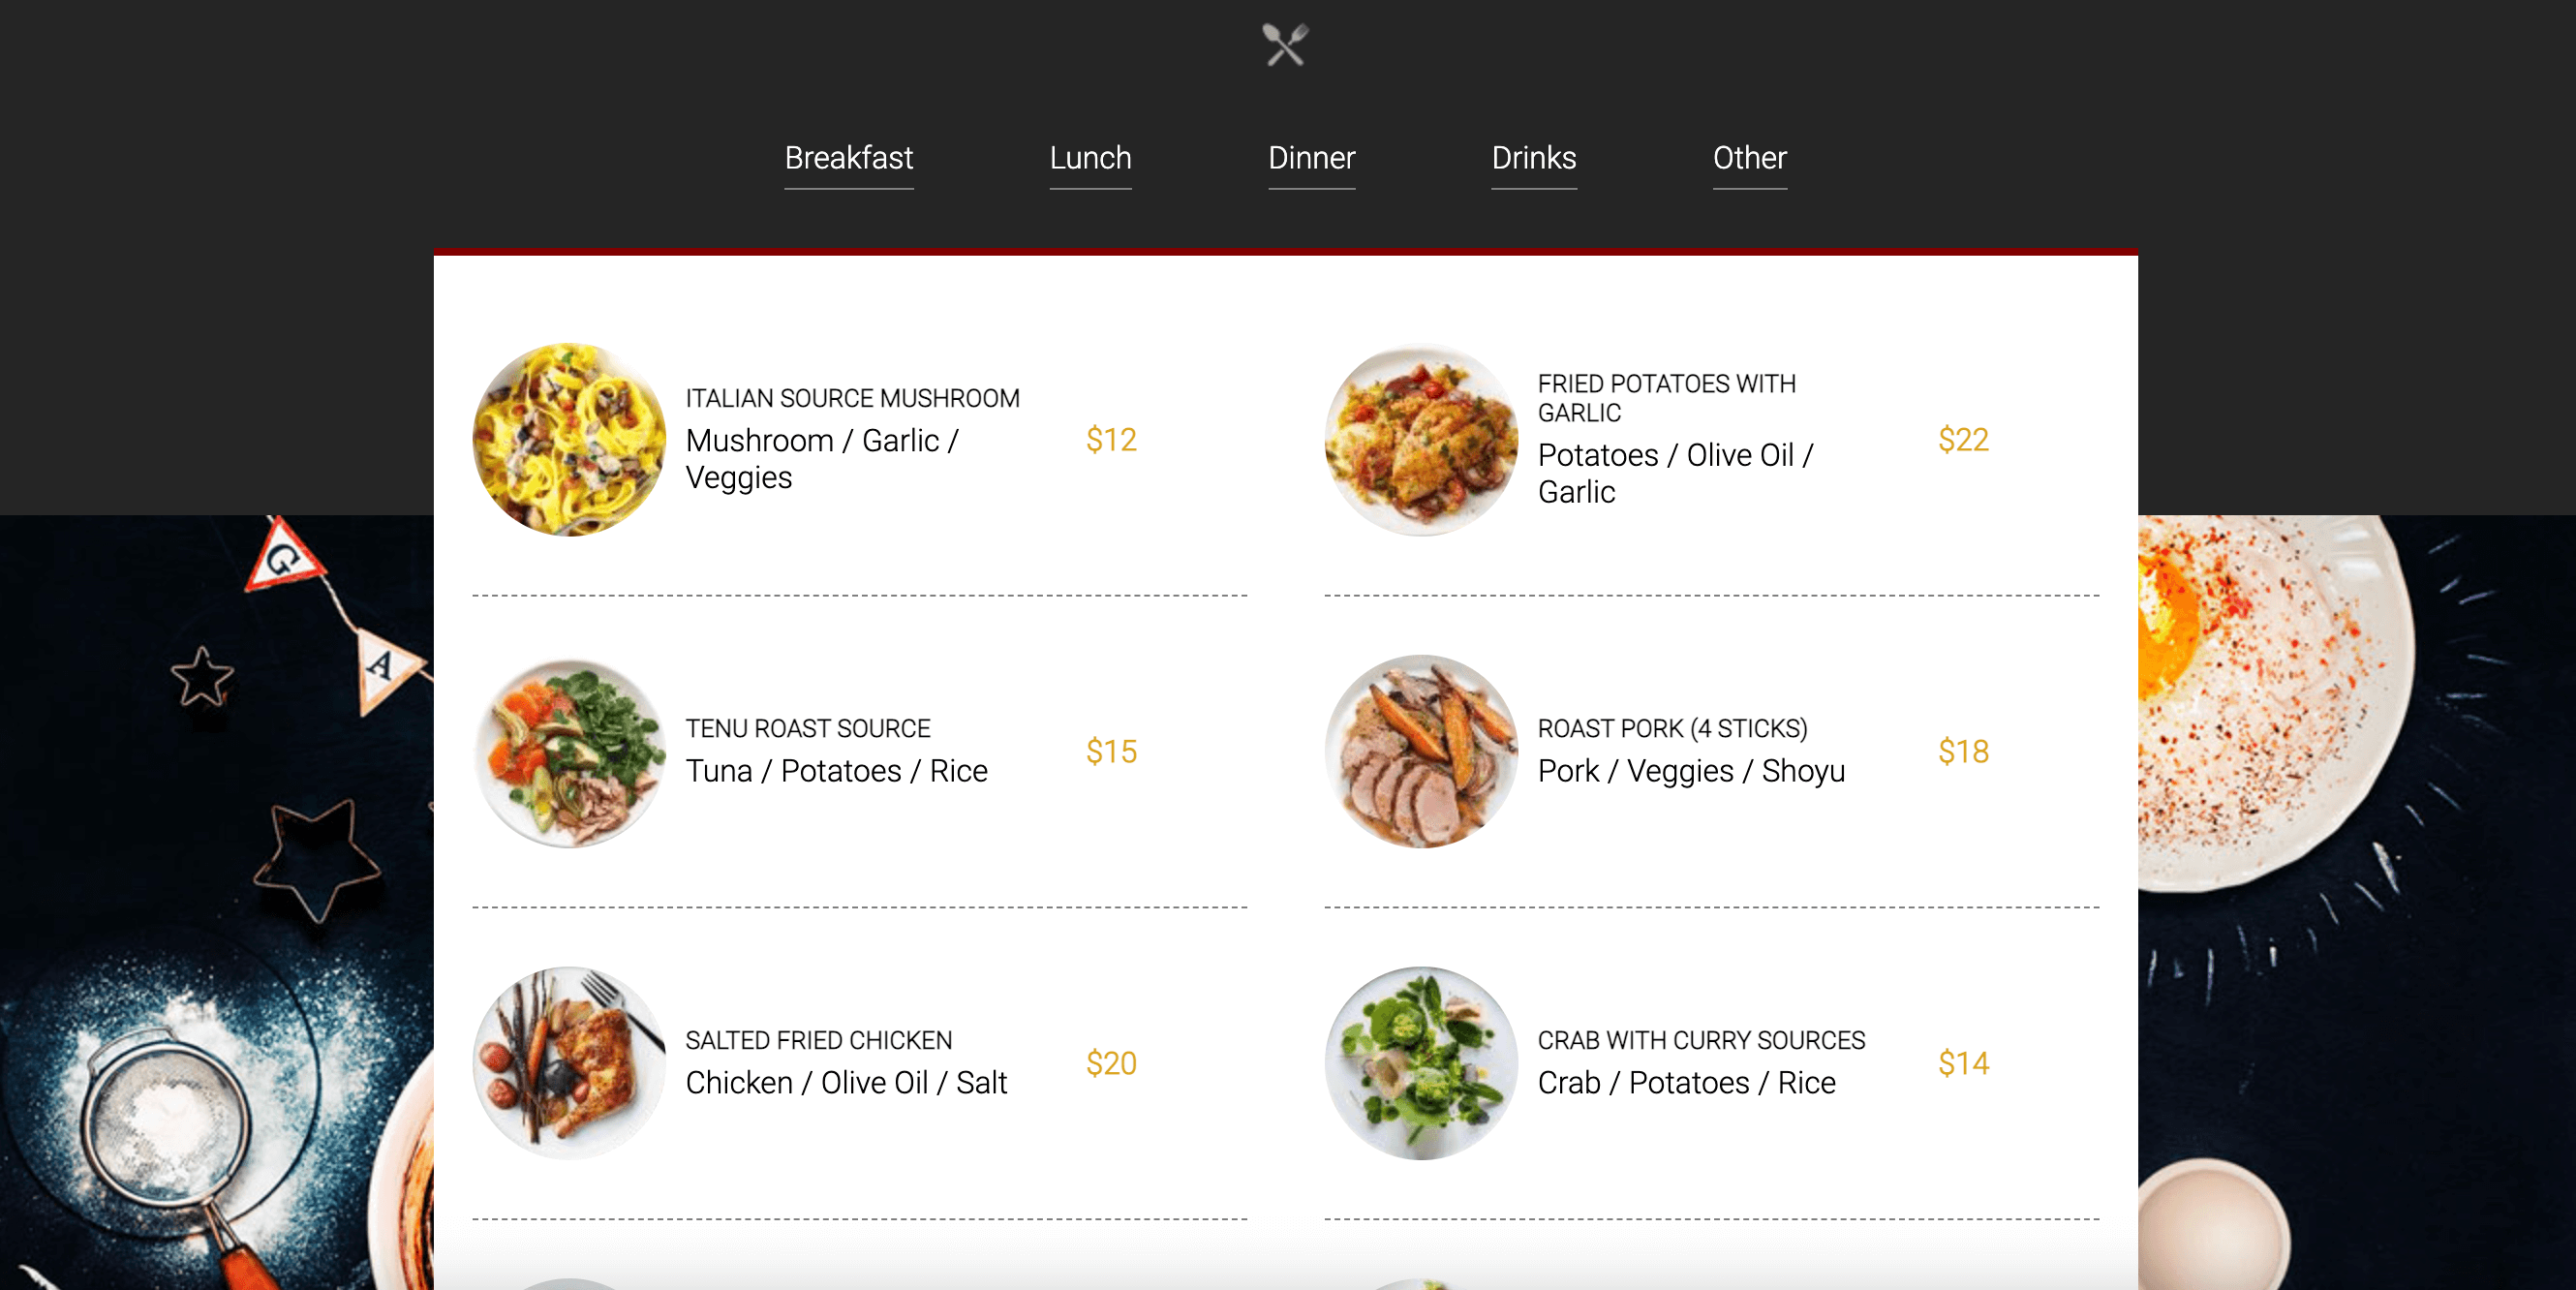 Breakfast Lunch Dinner Drinks Other
ITALIAN SOURCE MUSHROOM
Mushroom / Garlic /
Veggies
$12
FRIED POTATOES WITH
GARLIC
Potatoes / Olive Oil /
Garlic
$22
TENU ROAST SOURCE
Tuna / Potatoes / Rice
$15
ROAST PORK (4 STICKS)
Pork / Veggies / Shoyu
$18
SALTED FRIED CHICKEN
Chicken / Olive Oil / Salt
$20
CRAB WITH CURRY SOURCES
Crab / Potatoes / Rice
$14
G
A